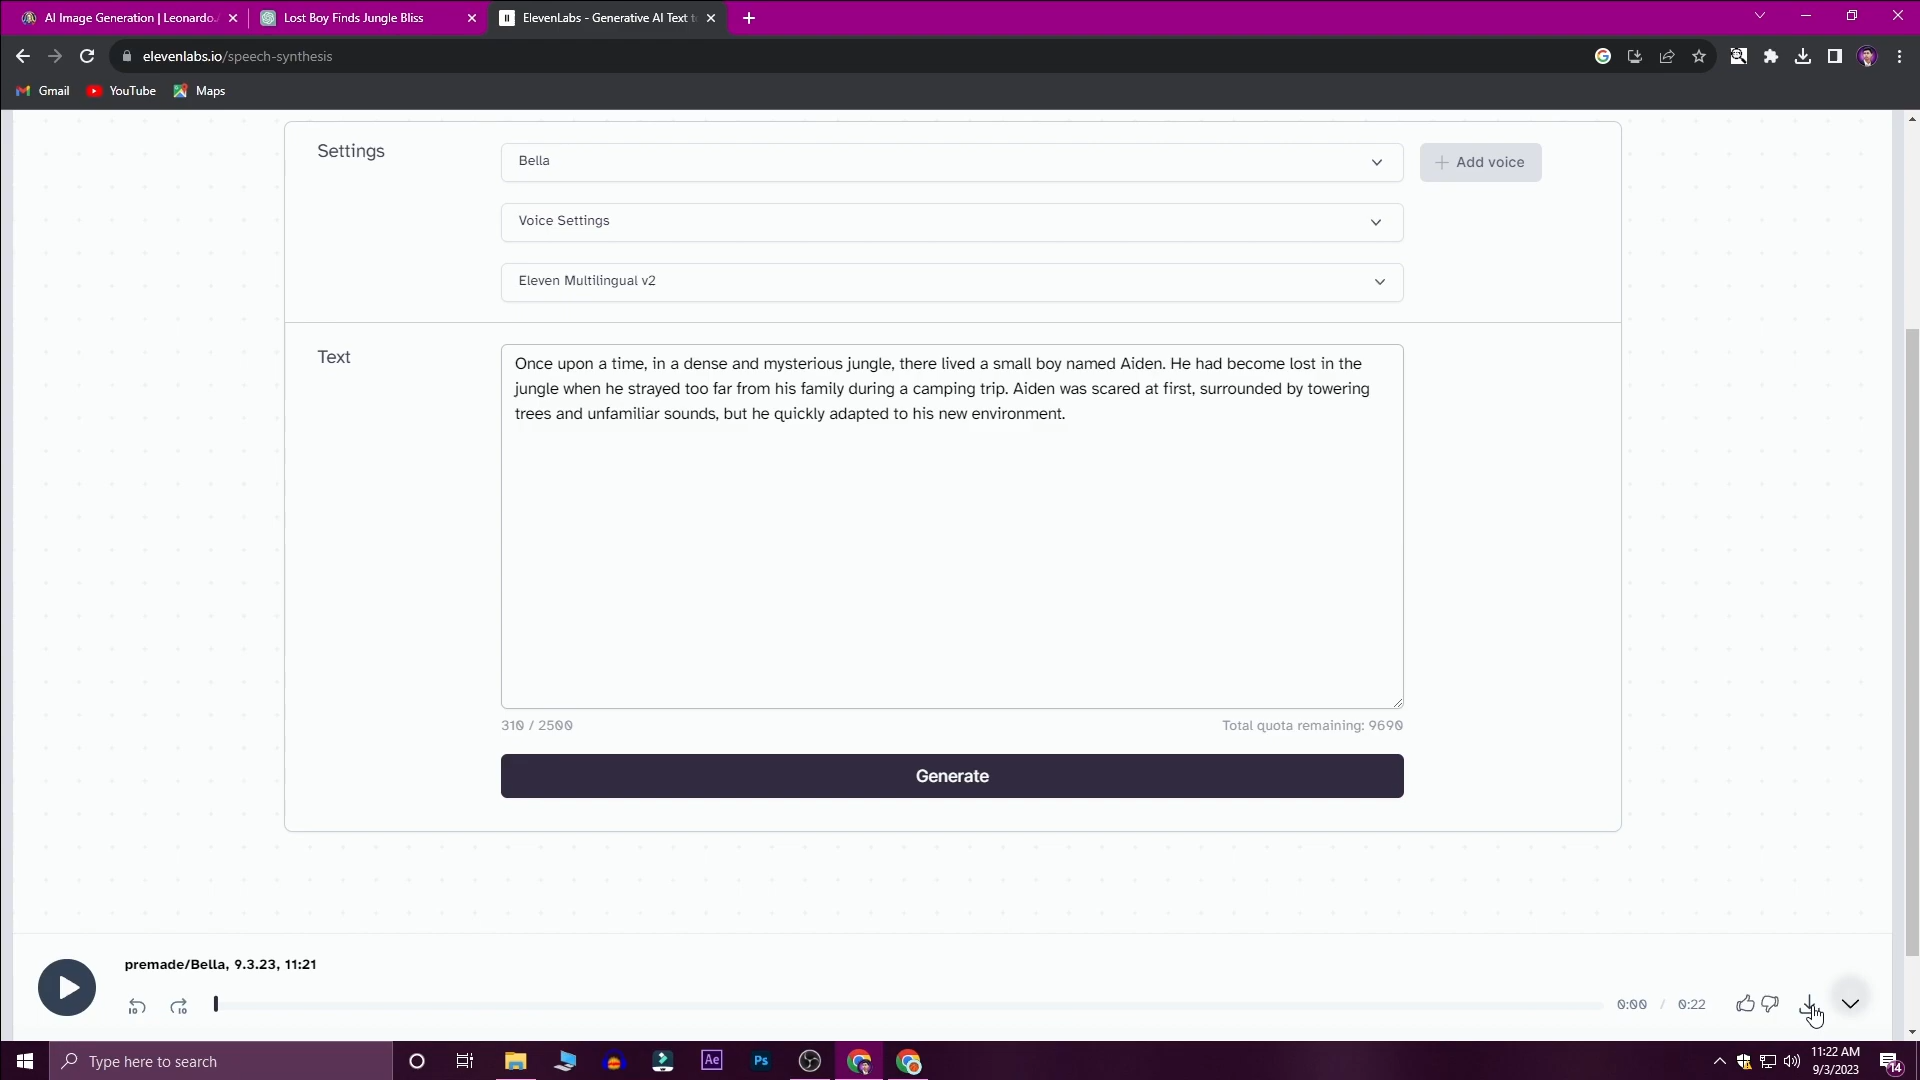 AI Image Generation | Leonardo.
Lost Boy Finds Jungle Bliss
ElevenLabs - Generative AI Text t
elevenlabs.io/speech-synthesis
Gmail
YouTube
Maps
Settings
Bella
Add voice
Voice Settings
Eleven Multilingual v2
Text
Once upon a time, in a dense and mysterious jungle, there lived a small boy named Aiden. He had become lost in the
jungle when he strayed too far from his family during a camping trip. Aiden was scared at first, surrounded by towering
trees and unfamiliar sounds, but he quickly adapted to his new environment.
310 / 2500
Total quota remaining: 9690
Generate
premade/Bella, 9.3.23, 11:21
10
10
0:00 / 0:22
Type here to search
Ae
Ps
11:22 AM
9/3/2023
14